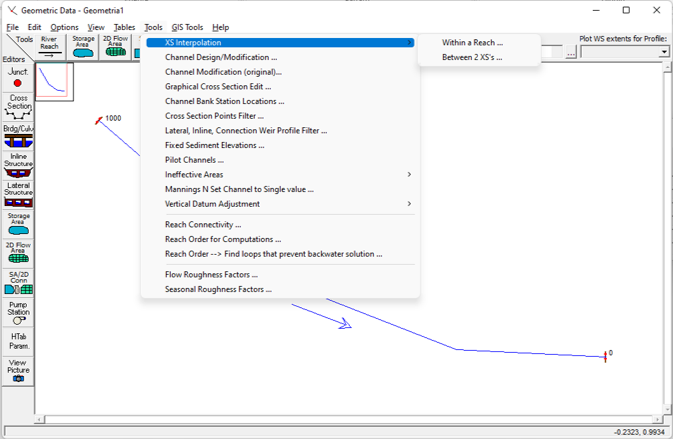 Geometric Data - Geometria1
File Edit Options View Tables Tools GIS Tools Help
Tools
River
Reach
Storage
Area
2D Flow
Area
Plot WS extents for Profile:
...
Editors
Junct.
Cross
Section
Brdg/Culv
Inline
Structure
Lateral
Structure
Storage
Area
2D Flow
Area
SA/2D
Conn
Pump
Station
HTab
Param.
View
Picture
XS Interpolation
Channel Design/Modification ...
Channel Modification (original)...
Graphical Cross Section Edit ...
Channel Bank Station Locations ...
Cross Section Points Filter ...
Lateral, Inline, Connection Weir Profile Filter ...
Fixed Sediment Elevations ...
Pilot Channels ...
Ineffective Areas
Mannings N Set Channel to Single value ...
Vertical Datum Adjustment
Reach Connectivity ...
Reach Order for Computations ...
Reach Order --> Find loops that prevent backwater solution ...
Flow Roughness Factors ...
Seasonal Roughness Factors ...
Within a Reach ...
Between 2 XS's ...
1000
0
-0.2323, 0.9934